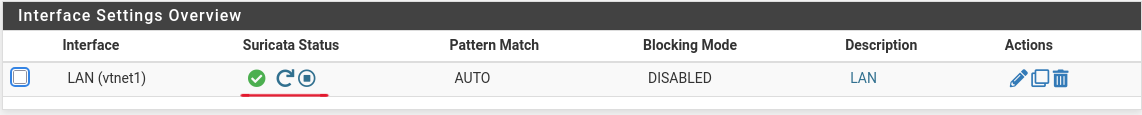 Interface Settings Overview
Interface Suricata Status Pattern Match Blocking Mode Description Actions
LAN (vtnet1) AUTO DISABLED LAN